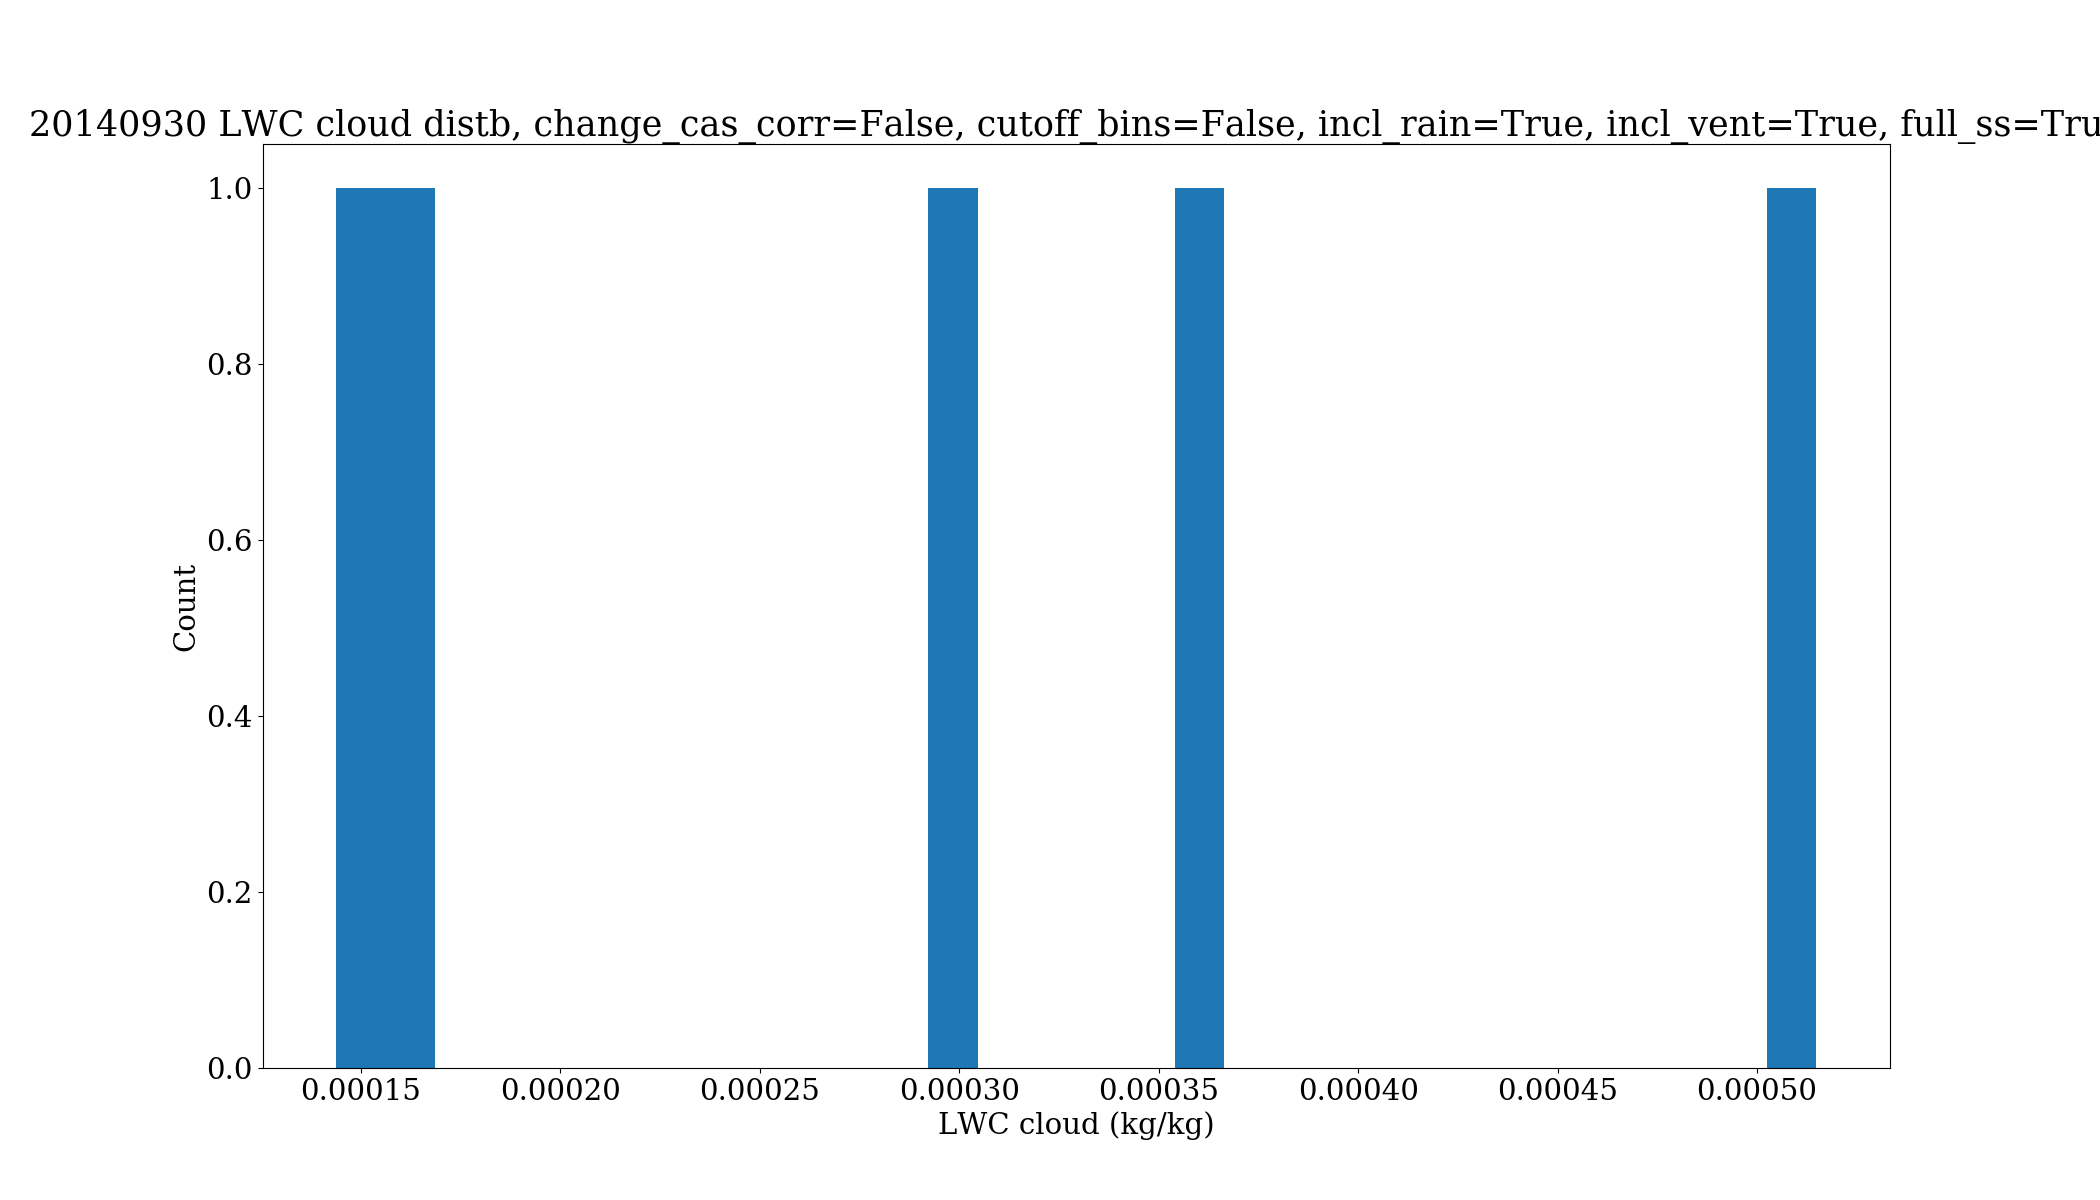 20140930 LWC cloud distb, change_cas_corr=False, cutoff_bins=False, incl_rain=True, incl_vent=True, full_ss=Tru
1.0
0.8
0.6
0.4
0.2
0.0
Count
0.00015 0.00020 0.00025 0.00030 0.00035 0.00040 0.00045 0.00050
LWC cloud (kg/kg)